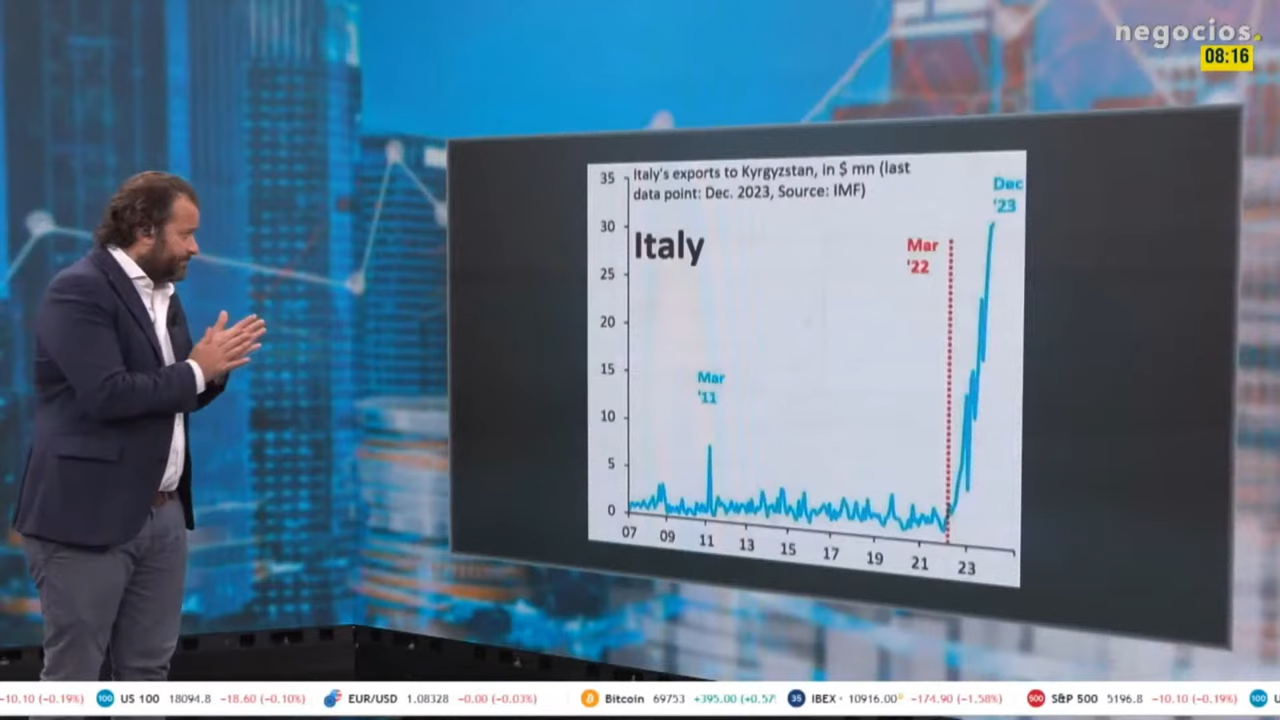 negocios.
08:16
Italy's exports to Kyrgyzstan, in $ mn (last
data point: Dec. 2023, Source: IMF)
Italy
Dec
'23
Mar
'22
Mar
'11
35
30
25
20
15
10
5
0
07 09 11 13 15 17 19 21 23
-10.10 (-0.19%) 100 US 100 18094.8 -18.60 (-0.10%) EUR/USD 1.08328 -0.00 (-0.03%) Bitcoin 69753 +395.00 (+0.57 35 IBEX 10916.00 -174.90 (-1.58%) 500 S&P 500 5196.8 -10.10 (-0.19%) 100